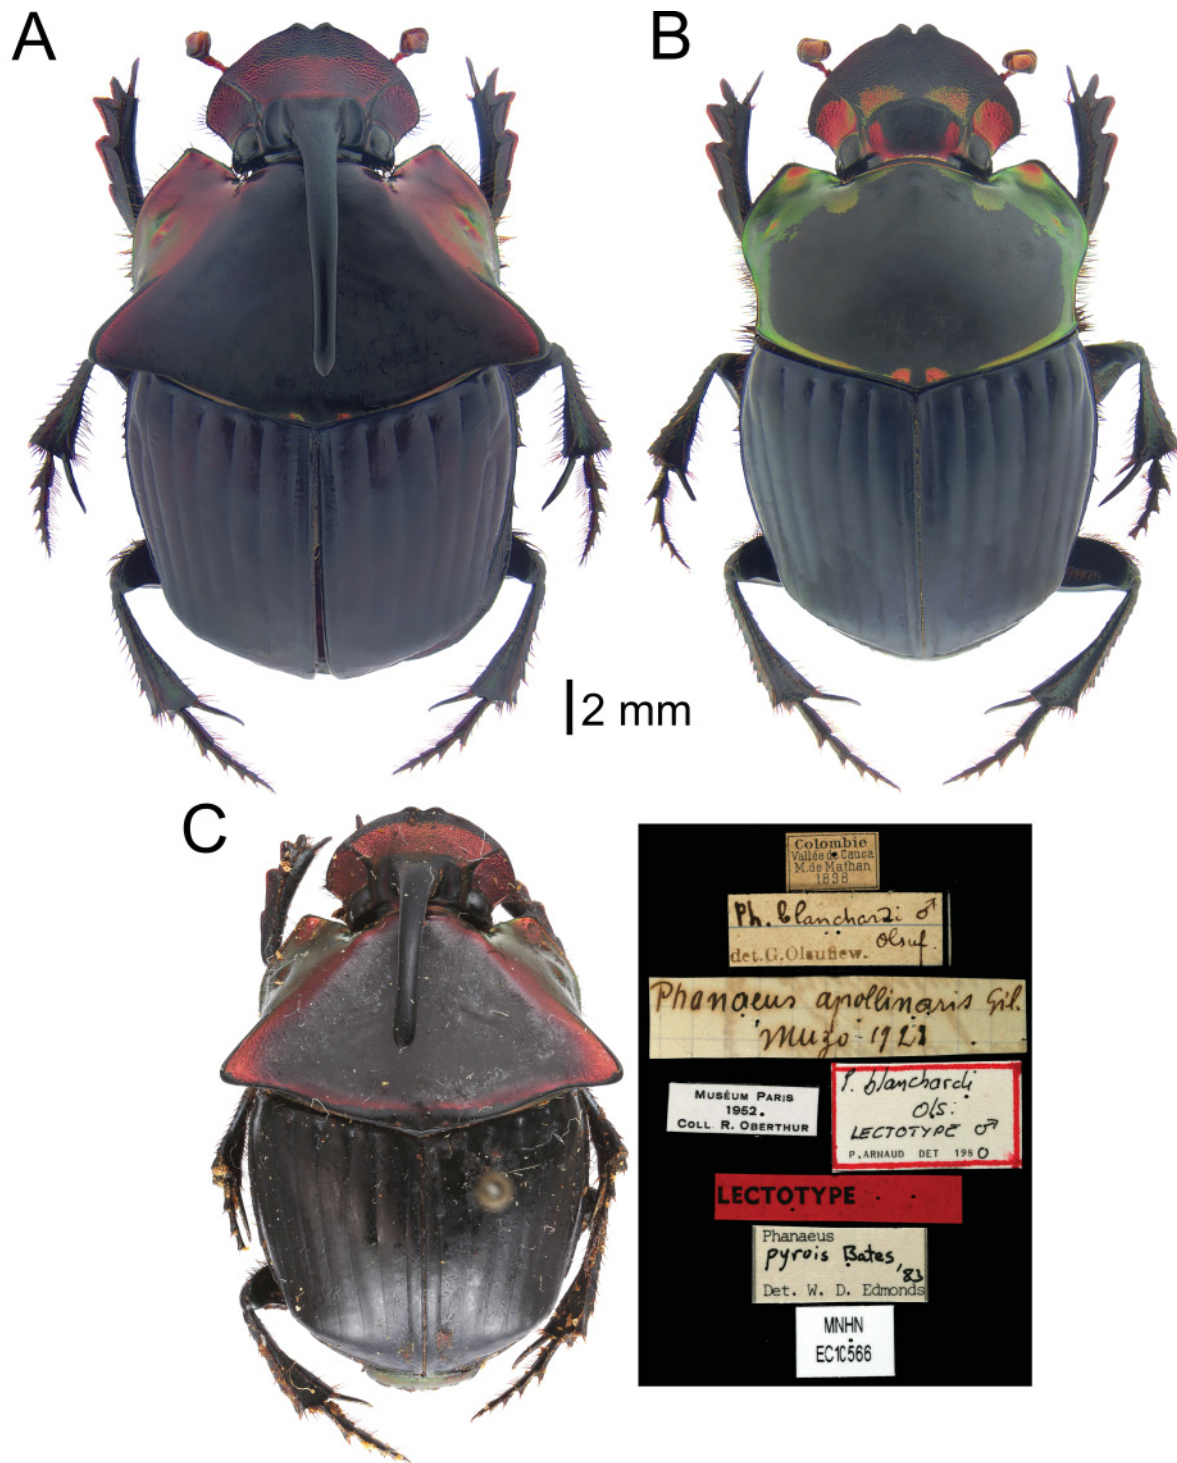 A
B
2 mm
C
Colombie
Vallée de Cauca
M. de Mathan
1898
Ph. blanchardi ♂
Olsuf.
det. G. Olsufiew.
Phanaeus apollinaris Gil.
Muzo 1921
MUSÉUM PARIS
1952.
COLL. R. OBERTHUR
P. blanchardi
Ols.
LECTOTYPE ♂
P. ARNAUD DET 1980
LECTOTYPE
Phanaeus
pyrois Bates,
'83
Det. W. D. Edmonds
MNHN
EC10566